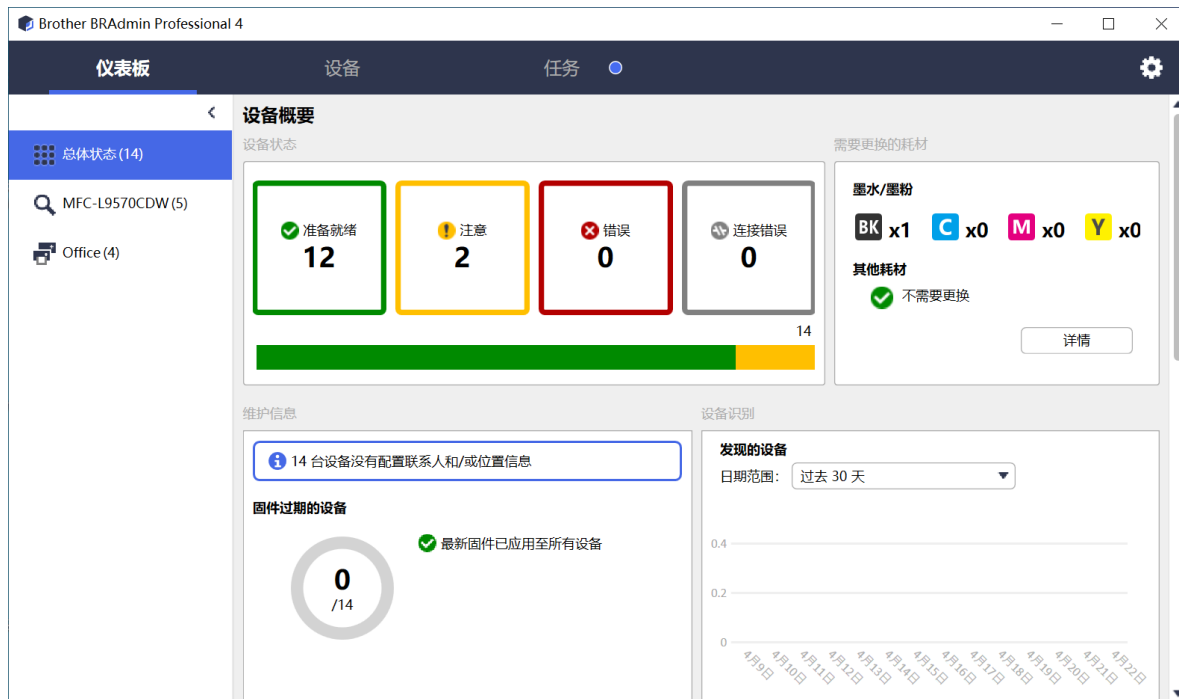 Brother BRAdmin Professional 4
仪表板
设备
任务
总体状态(14)
MFC-L9570CDW(5)
Office(4)
设备概要
设备状态
准备就绪
12
注意
2
错误
0
连接错误
0
14
需要更换的耗材
墨水/墨粉
BK x1 C x0 M x0 Y x0
其他耗材
不需要更换
详情
维护信息
14 台设备没有配置联系人和/或位置信息
固件过期的设备
0
/14
最新固件已应用至所有设备
设备识别
发现的设备
日期范围: 过去 30 天
0.4
0.2
0
4月9日
4月10日
4月11日
4月12日
4月13日
4月14日
4月15日
4月16日
4月17日
4月18日
4月19日
4月20日
4月21日
4月22日